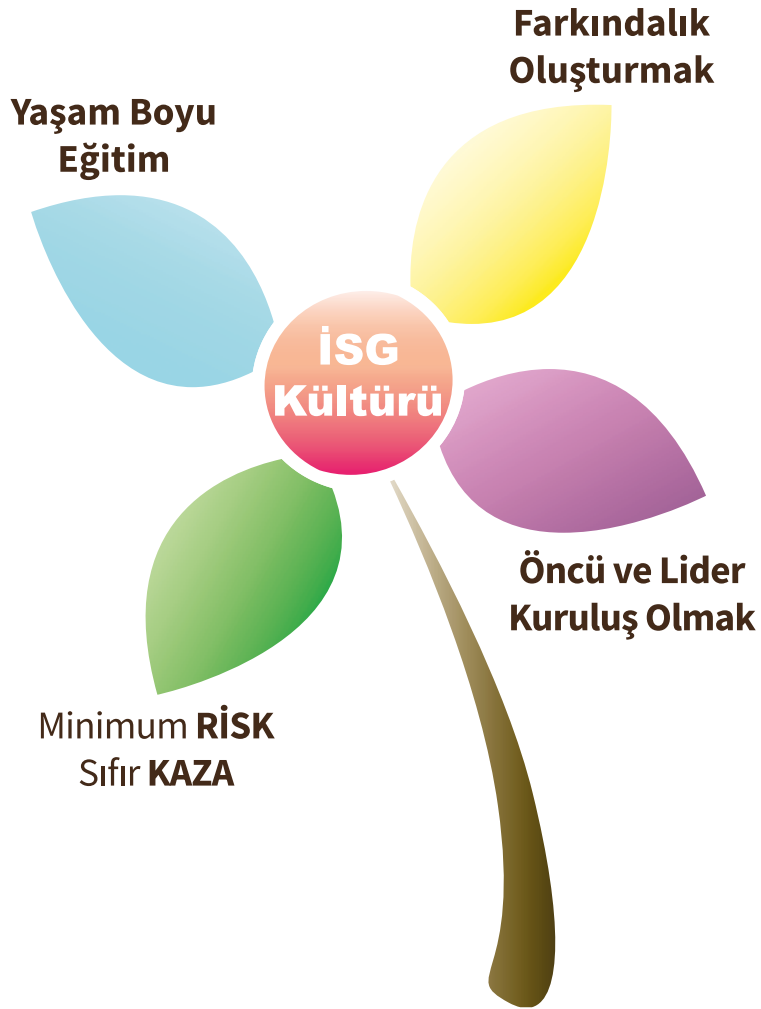 Farkındalık
Oluşturmak
Yaşam Boyu
Eğitim
İSG
Kültürü
Öncü ve Lider
Kuruluş Olmak
Minimum RİSK
Sıfır KAZA